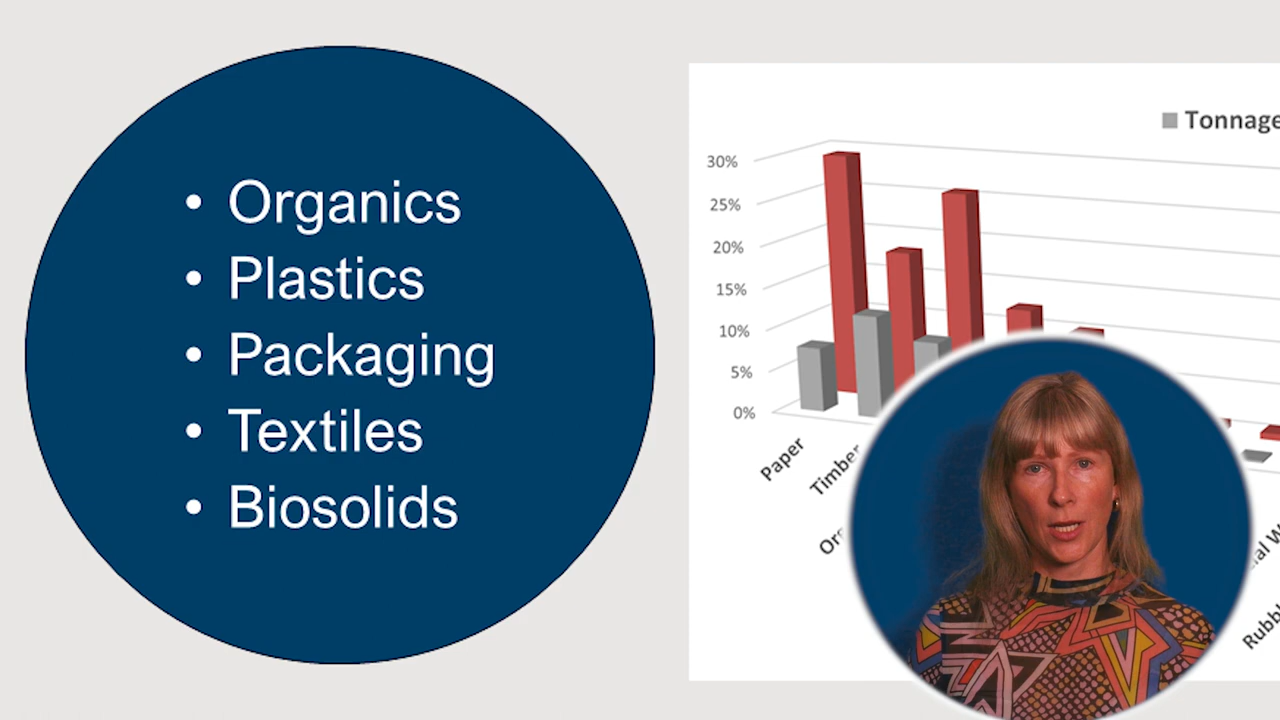 • Organics
• Plastics
• Packaging
• Textiles
• Biosolids
Tonnage
30%
25%
20%
15%
10%
5%
0%
Paper
Timber